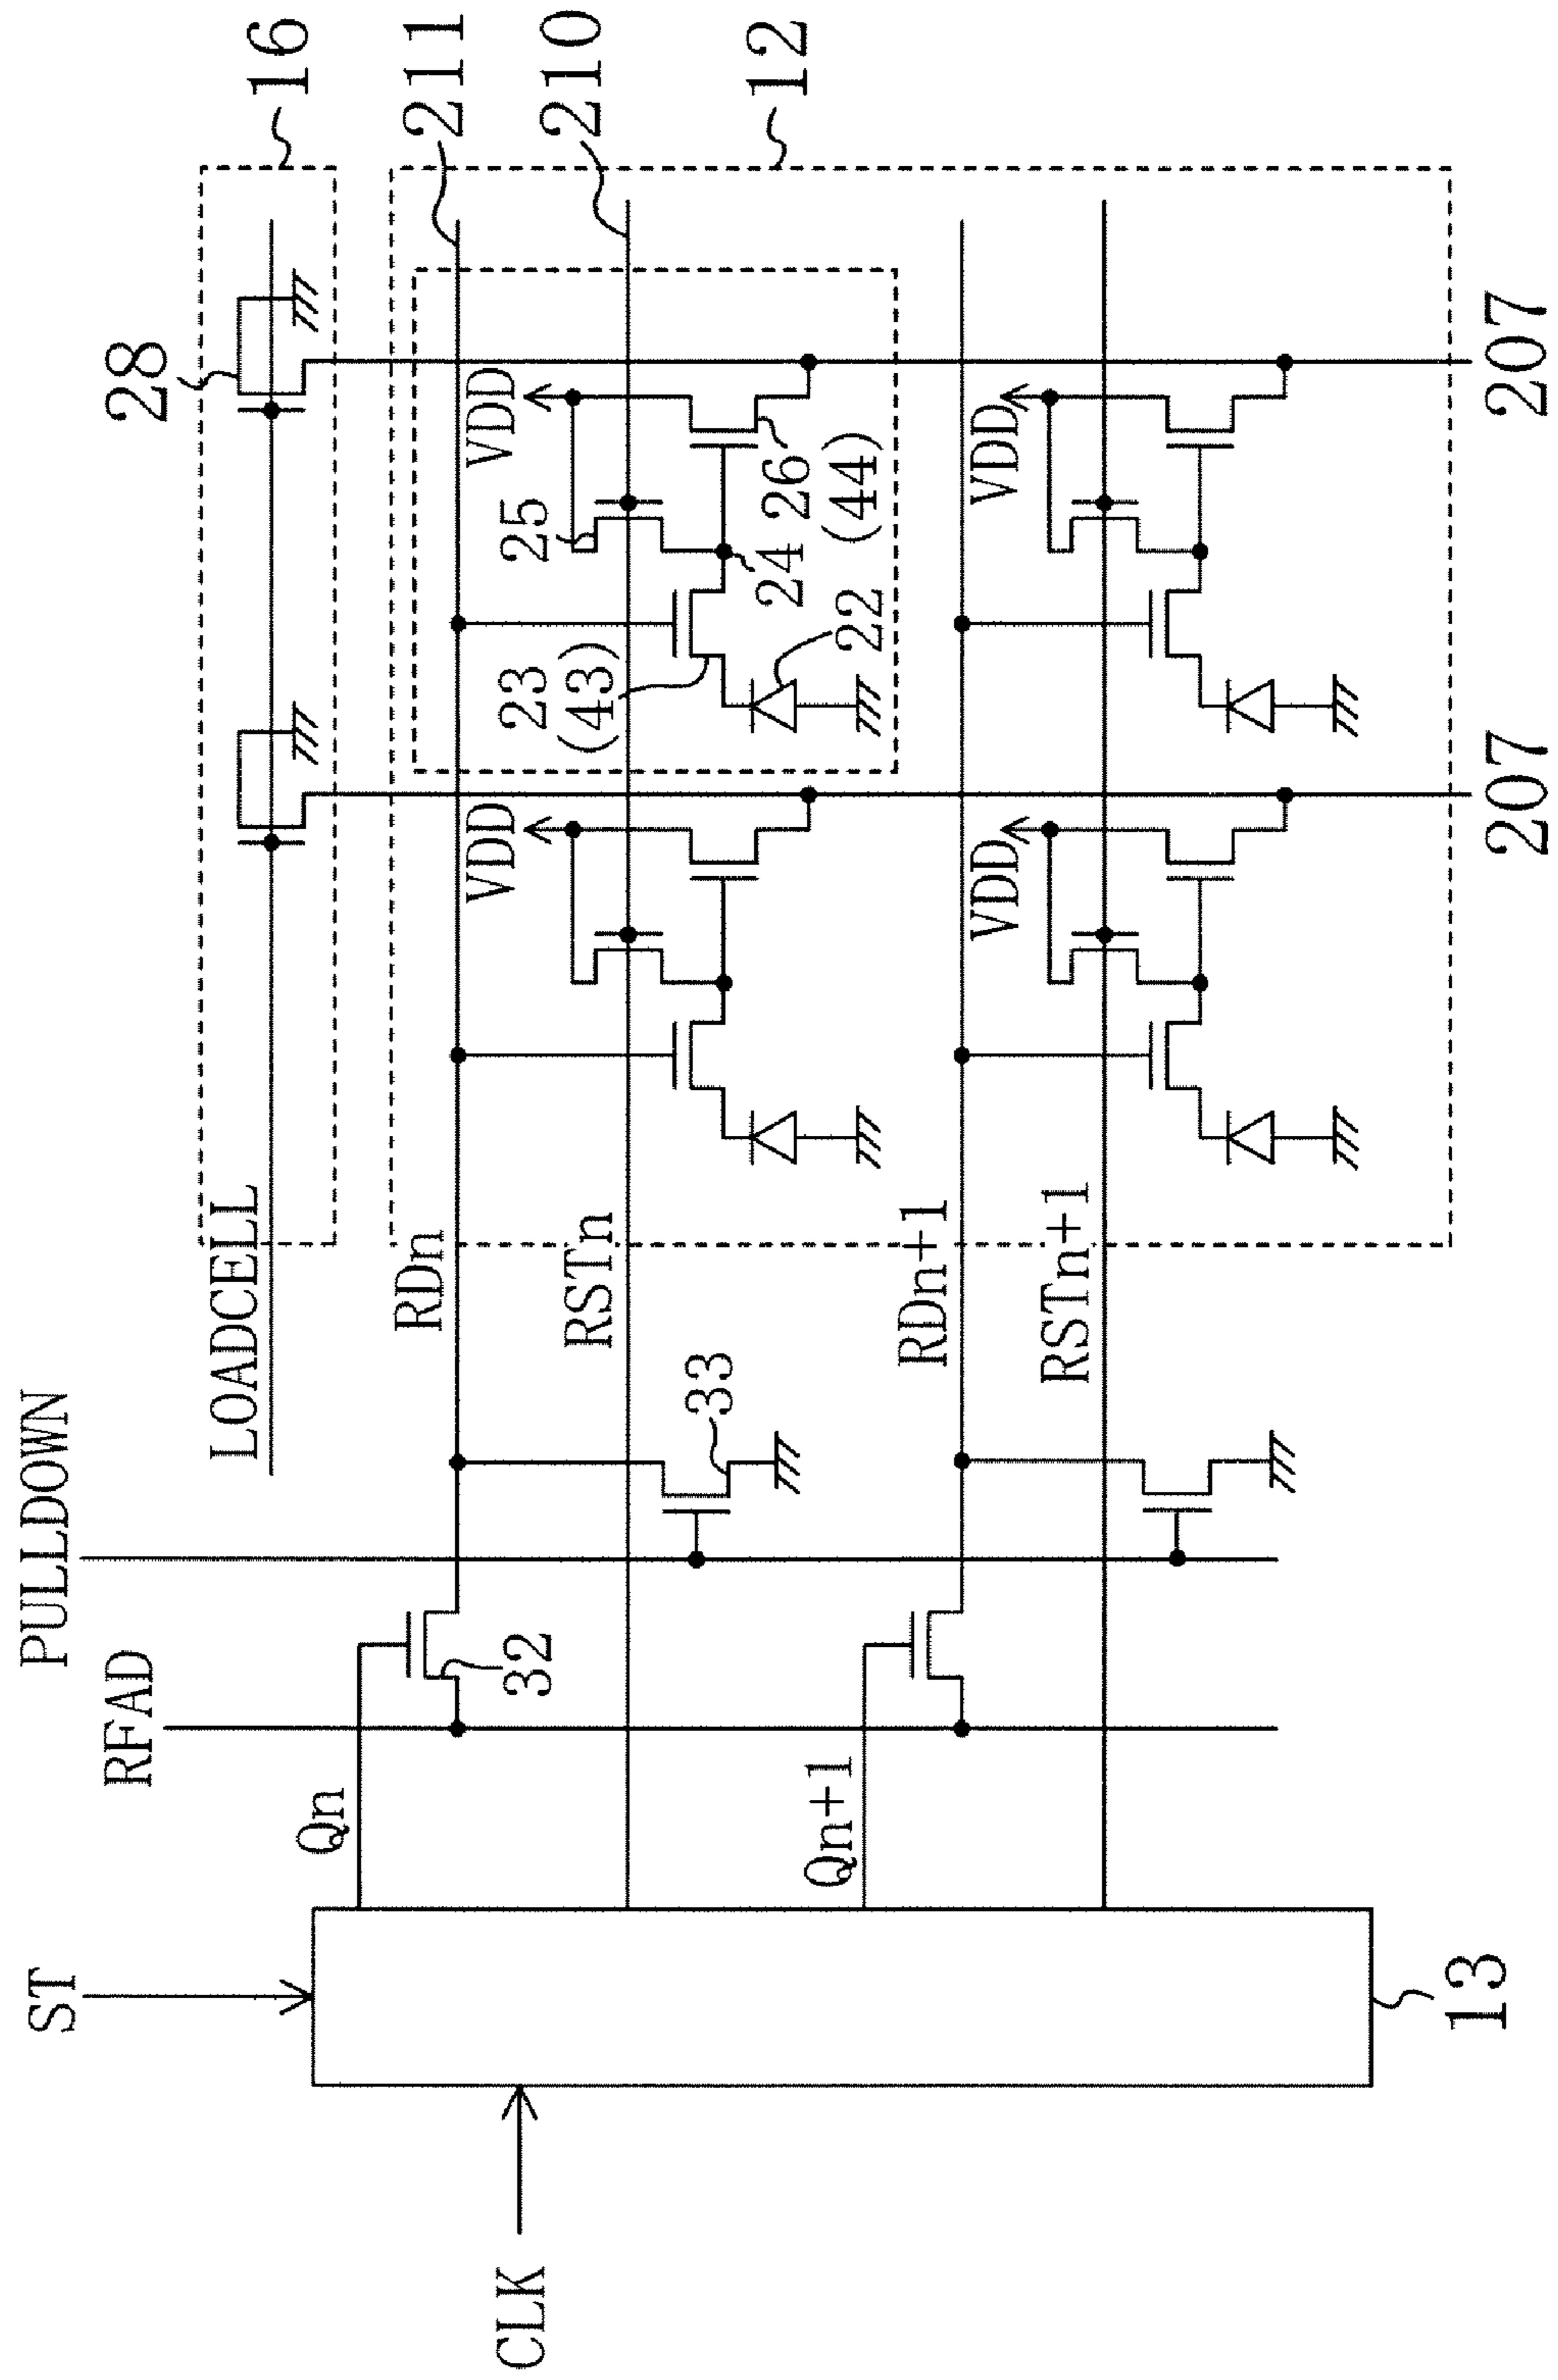 ST
PULLDOWN
RFAD
28
LOADCELL
16
Qn
RDn
211
VDD
VDD
CLK
32
23
(43)
25
RSTn
210
33
24
26
(44)
22
12
Qn+1
RDn+1
VDD
VDD
RSTn+1
13
207
207